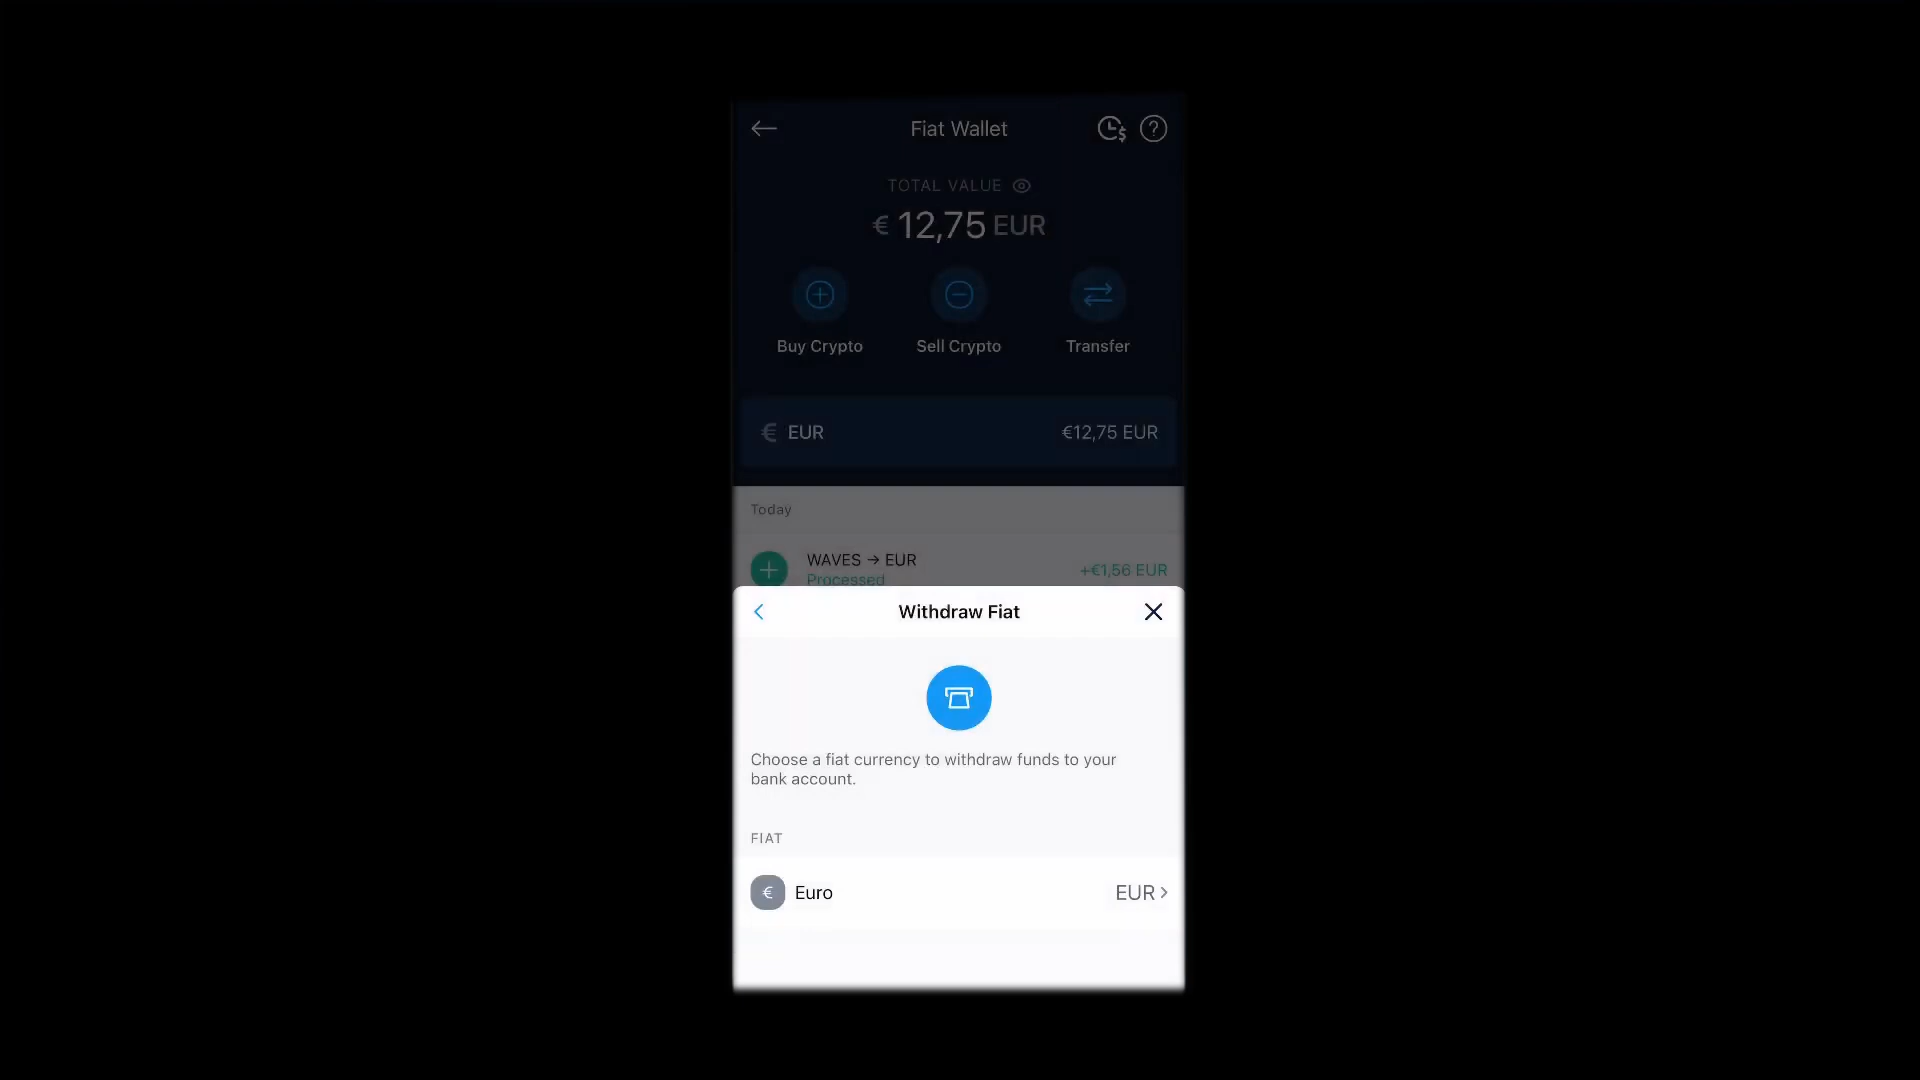 Fiat Wallet
TOTAL VALUE
€ 12,75 EUR
Buy Crypto
Sell Crypto
Transfer
€ EUR
€12,75 EUR
Today
WAVES → EUR
+€1,56 EUR
Processed
Withdraw Fiat
Choose a fiat currency to withdraw funds to your
bank account.
FIAT
€ Euro
EUR >